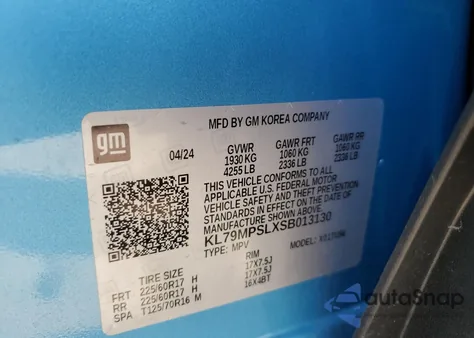 MFD BY GM KOREA COMPANY
gm
04/24 GVWR GAWR FRT GAWR RR
1930 KG 1060 KG 1060 KG
4255 LB 2336 LB 2336 LB
THIS VEHICLE CONFORMS TO ALL
APPLICABLE U.S. FEDERAL MOTOR
VEHICLE SAFETY AND THEFT PREVENTION
STANDARDS IN EFFECT ON THE DATE OF
MANUFACTURE SHOWN ABOVE.
KL79MPSLXSB013130
TYPE: MPV MODEL:
TIRE SIZE RIM
FRT 225/60R17 H 17X7.5J
RR 225/60R17 H 17X7.5J
SPA T125/70R16 M 16X4BT
autoSnap